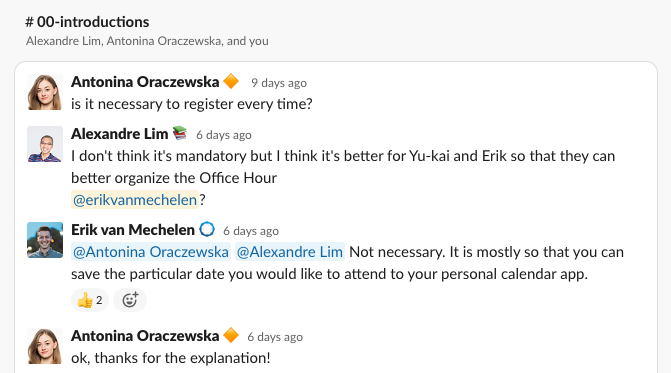 # 00-introductions
Alexandre Lim, Antonina Oraczewska, and you
Antonina Oraczewska 9 days ago
is it necessary to register every time?
Alexandre Lim 6 days ago
I don't think it's mandatory but I think it's better for Yu-kai and Erik so that they can
better organize the Office Hour
@erikvanmechelen?
Erik van Mechelen 6 days ago
@Antonina Oraczewska @Alexandre Lim Not necessary. It is mostly so that you can
save the particular date you would like to attend to your personal calendar app.
2
Antonina Oraczewska 6 days ago
ok, thanks for the explanation!